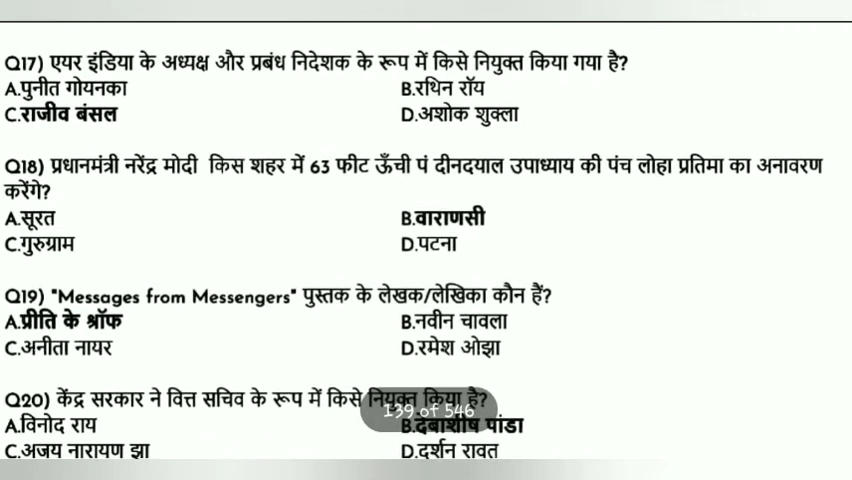 Q17) एयर इंडिया के अध्यक्ष और प्रबंध निदेशक के रूप में किसे नियुक्त किया गया है?
A.पुनीत गोयनका B.रथिन रॉय
C.राजीव बंसल D.अशोक शुक्ला
Q18) प्रधानमंत्री नरेंद्र मोदी किस शहर में 63 फीट ऊँची पं दीनदयाल उपाध्याय की पंच लोहा प्रतिमा का अनावरण
करेंगे?
A.सूरत B.वाराणसी
C.गुरुग्राम D.पटना
Q19) "Messages from Messengers" पुस्तक के लेखक/लेखिका कौन हैं?
A.प्रीति के श्रॉफ B.नवीन चावला
C.अनीता नायर D.रमेश ओझा
Q20) केंद्र सरकार ने वित्त सचिव के रूप में किसे नियुक्त किया है?
139 of 546
A.विनोद राय B.देबाशीष पांडा
C.अजय नारायण झा D.दर्शन रावत